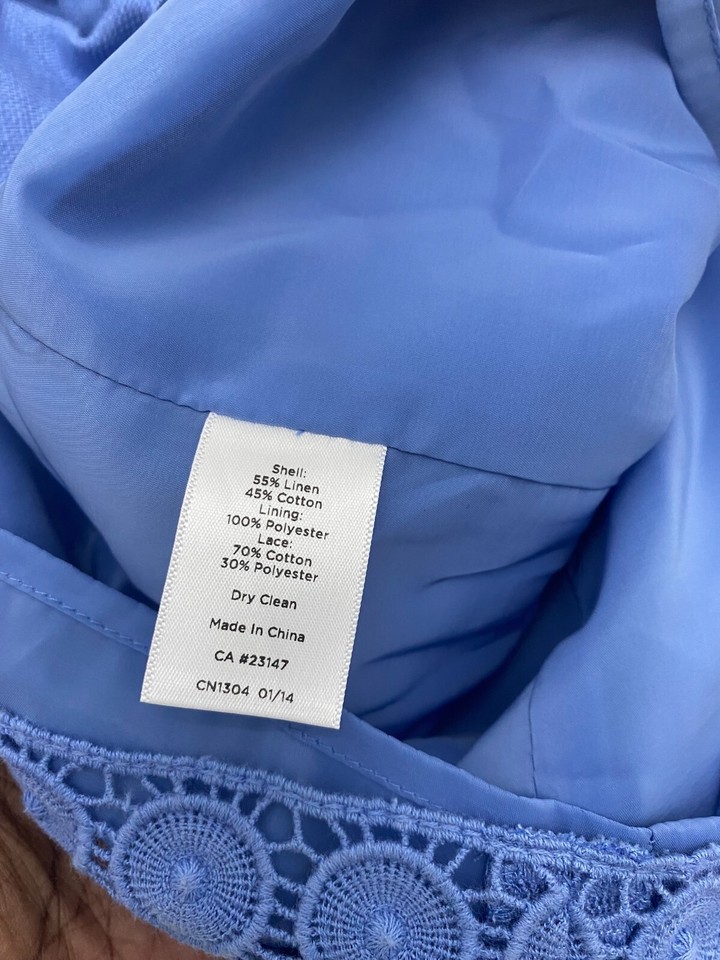 Shell:
55% Linen
45% Cotton
Lining:
100% Polyester
Lace:
70% Cotton
30% Polyester
Dry Clean
Made In China
CA #23147
CN1304 01/14